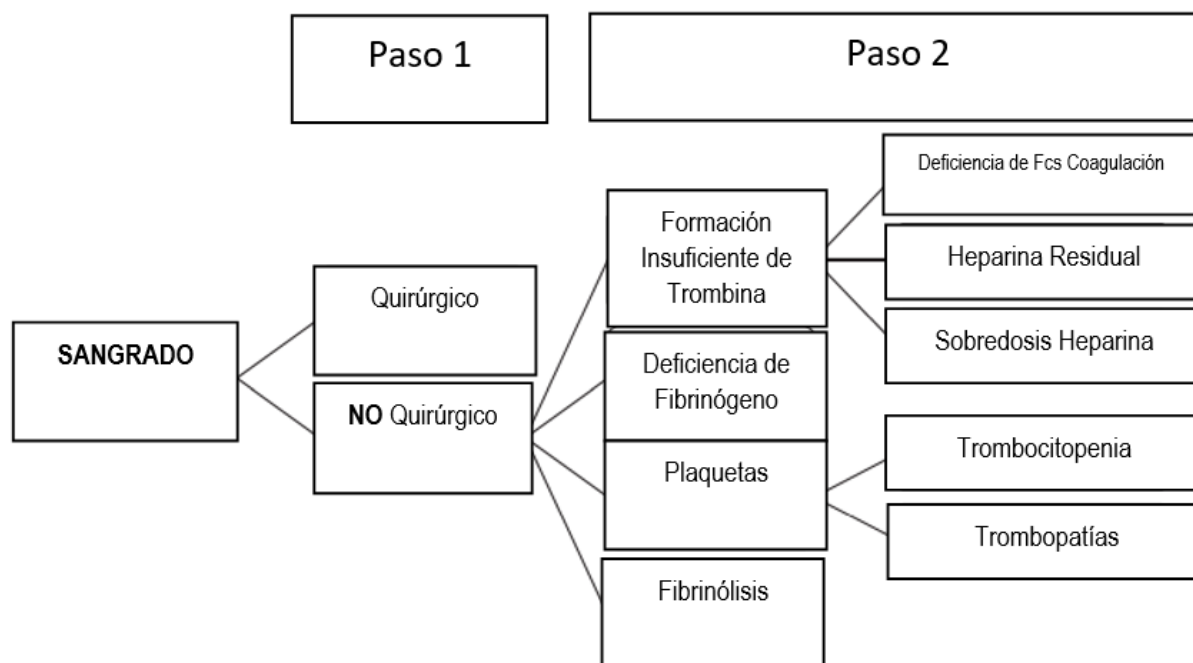 Paso 1
Paso 2
SANGRADO
Quirúrgico
NO Quirúrgico
Formación
Insuficiente de
Trombina
Deficiencia de
Fibrinógeno
Plaquetas
Fibrinólisis
Deficiencia de Fcs Coagulación
Heparina Residual
Sobredosis Heparina
Trombocitopenia
Trombopatías